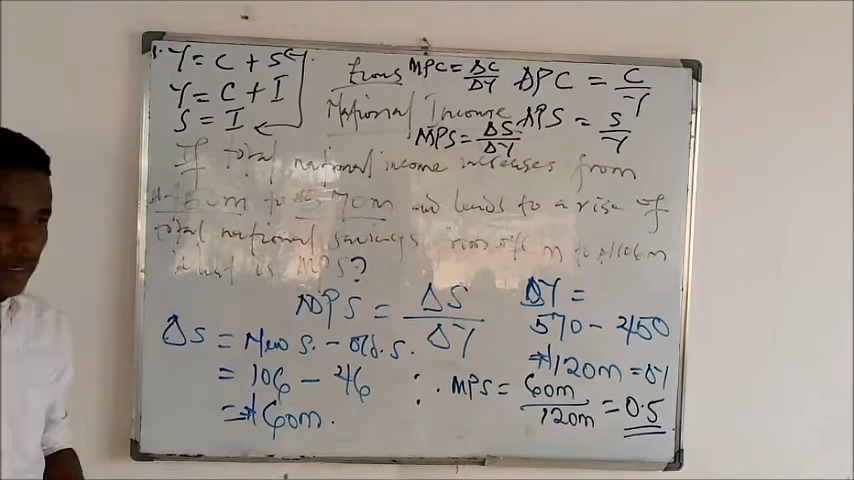 1. Y = C + S
Y = C + I
S = I
from MPC = ΔC/ΔY APC = C/Y
National Income APS = S/Y
MPS = ΔS/ΔY
If total national income increases from
to 570m and leads to a rise of
total national savings from to ₦106m
what is MPS?
MPS = ΔS/ΔY
ΔS = New S. - Old. S.
= 106 - 46
= ₦60m.
ΔY =
570 - 450
₦120m = ΔY
∴ MPS = 60m/120m = 0.5